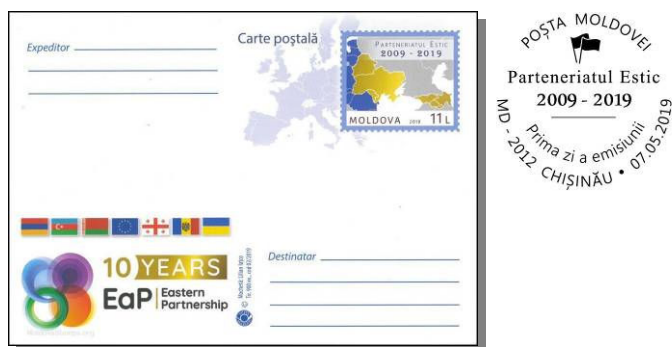 Expeditor
Carte poștală
PARTENERIATUL ESTIC
2009 - 2019
MOLDOVA 2019 11 L
10 YEARS
EaP Eastern
Partnership
Destinatar
POȘTA MOLDOVEI
Parteneriatul Estic
2009 - 2019
Prima zi a emisiunii
MD - 2012 CHIȘINĂU • 07.05.2019